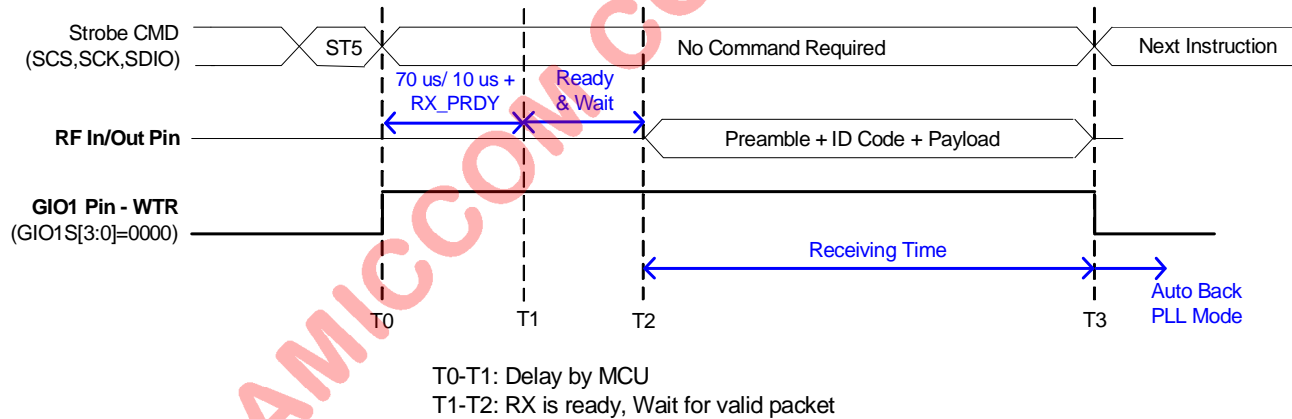 Strobe CMD
(SCS,SCK,SDIO)
ST5
No Command Required
Next Instruction
70 us/ 10 us +
RX_PRDY
Ready
& Wait
RF In/Out Pin
Preamble + ID Code + Payload
GIO1 Pin - WTR
(GIO1S[3:0]=0000)
Receiving Time
Auto Back
PLL Mode
T0
T1
T2
T3
T0-T1: Delay by MCU
T1-T2: RX is ready, Wait for valid packet
AMICCOM CO